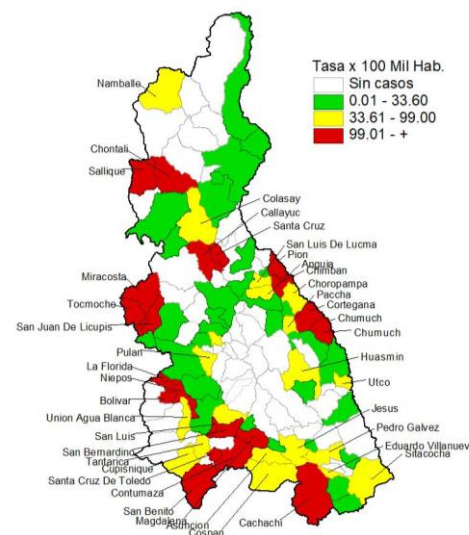 Tasa x 100 Mil Hab.
Sin casos
0.01 - 33.60
33.61 - 99.00
99.01 - +
Namballe
Chontali
Sallique
Colasay
Callayuc
Santa Cruz
San Luis De Lucma
Pion
Anguia
Chimban
Choropampa
Paccha
Cortegana
Chumuch
Chumuch
Miracosta
Tocmoche
San Juan De Licupis
Pulan
La Florida
Niepos
Bolivar
Union Agua Blanca
San Luis
San Bernardino
Tantarica
Cupisnique
Santa Cruz De Toledo
Contumaza
San Benito
Magdalena
Asuncion
Cospan
Huasmin
Utco
Jesus
Pedro Galvez
Eduardo Villanuev
Sitacocha
Cachachi